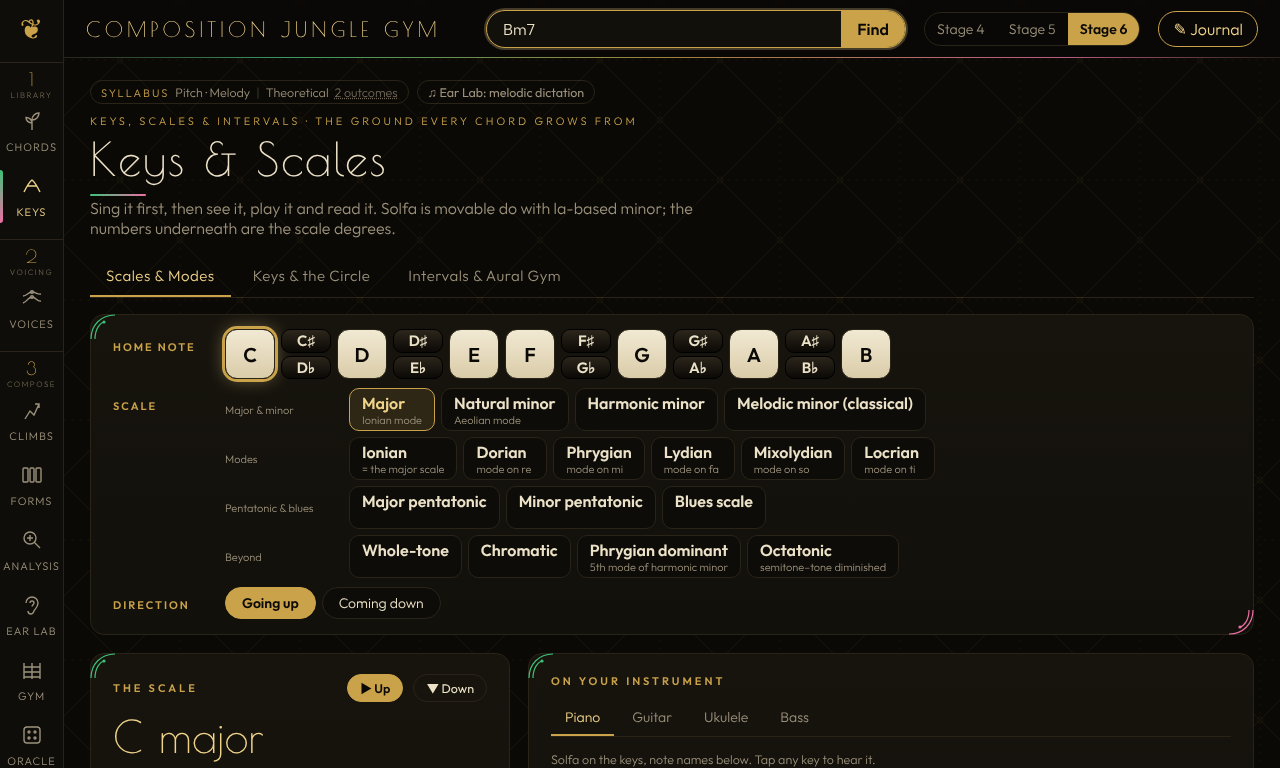 COMPOSITION JUNGLE GYM
Bm7
Find
Stage 4 Stage 5 Stage 6
✎ Journal
1
LIBRARY
CHORDS
KEYS
2
VOICING
VOICES
3
COMPOSE
CLIMBS
FORMS
ANALYSIS
EAR LAB
GYM
ORACLE
SYLLABUS Pitch · Melody | Theoretical 2 outcomes
♫ Ear Lab: melodic dictation
KEYS, SCALES & INTERVALS · THE GROUND EVERY CHORD GROWS FROM
Keys & Scales
Sing it first, then see it, play it and read it. Solfa is movable do with la-based minor; the
numbers underneath are the scale degrees.
Scales & Modes Keys & the Circle Intervals & Aural Gym
HOME NOTE
C C♯ D♭ D D♯ E♭ E F F♯ G♭ G G♯ A♭ A A♯ B♭ B
SCALE
Major & minor
Major
Ionian mode
Natural minor
Aeolian mode
Harmonic minor
Melodic minor (classical)
Modes
Ionian
= the major scale
Dorian
mode on re
Phrygian
mode on mi
Lydian
mode on fa
Mixolydian
mode on so
Locrian
mode on ti
Pentatonic & blues
Major pentatonic
Minor pentatonic
Blues scale
Beyond
Whole-tone
Chromatic
Phrygian dominant
5th mode of harmonic minor
Octatonic
semitone–tone diminished
DIRECTION
Going up
Coming down
THE SCALE
▶ Up
▼ Down
C major
ON YOUR INSTRUMENT
Piano Guitar Ukulele Bass
Solfa on the keys, note names below. Tap any key to hear it.